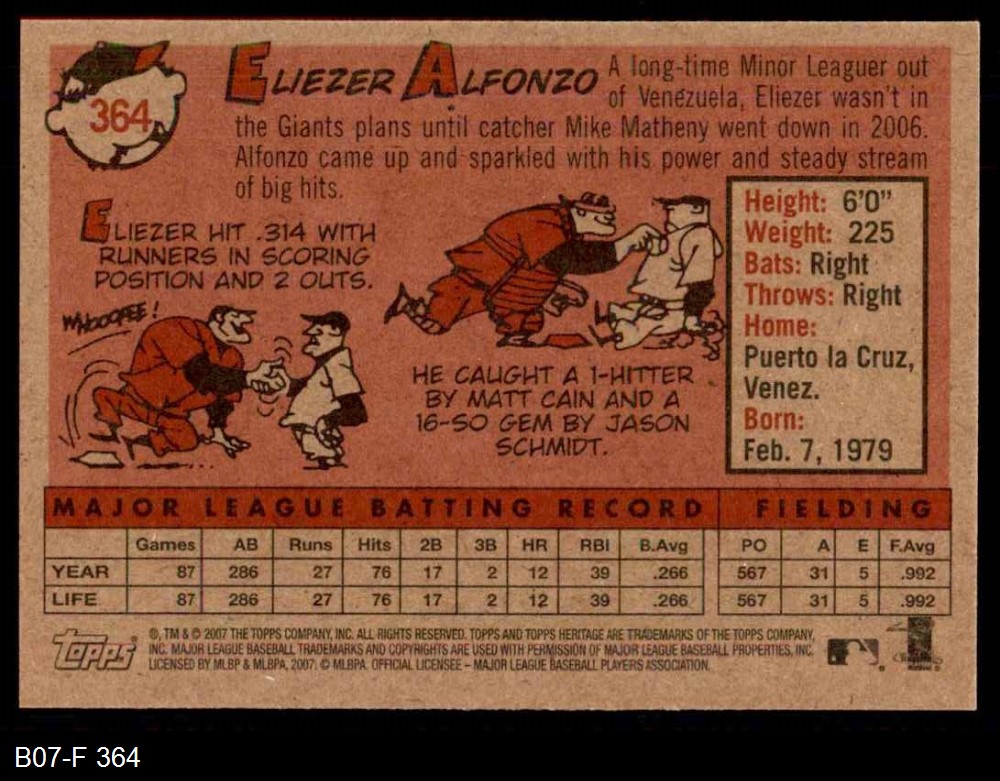 364
ELIEZER ALFONZO
A long-time Minor Leaguer out
of Venezuela, Eliezer wasn't in
the Giants plans until catcher Mike Matheny went down in 2006.
Alfonzo came up and sparkled with his power and steady stream
of big hits.
ELIEZER HIT .314 WITH
RUNNERS IN SCORING
POSITION AND 2 OUTS.
WHOOOPEE!
HE CAUGHT A 1-HITTER
BY MATT CAIN AND A
16-SO GEM BY JASON
SCHMIDT.
Height: 6'0"
Weight: 225
Bats: Right
Throws: Right
Home:
Puerto la Cruz,
Venez.
Born:
Feb. 7, 1979
MAJOR LEAGUE BATTING RECORD FIELDING
Games AB Runs Hits 2B 3B HR RBI B.Avg PO A E F.Avg
YEAR 87 286 27 76 17 2 12 39 .266 567 31 5 .992
LIFE 87 286 27 76 17 2 12 39 .266 567 31 5 .992
Topps
®, TM & © 2007 THE TOPPS COMPANY, INC. ALL RIGHTS RESERVED. TOPPS AND TOPPS HERITAGE ARE TRADEMARKS OF THE TOPPS COMPANY,
INC. MAJOR LEAGUE BASEBALL TRADEMARKS AND COPYRIGHTS ARE USED WITH PERMISSION OF MAJOR LEAGUE BASEBALL PROPERTIES, INC.
LICENSED BY MLBP & MLBPA, 2007. © MLBPA. OFFICIAL LICENSEE – MAJOR LEAGUE BASEBALL PLAYERS ASSOCIATION.
B07-F 364